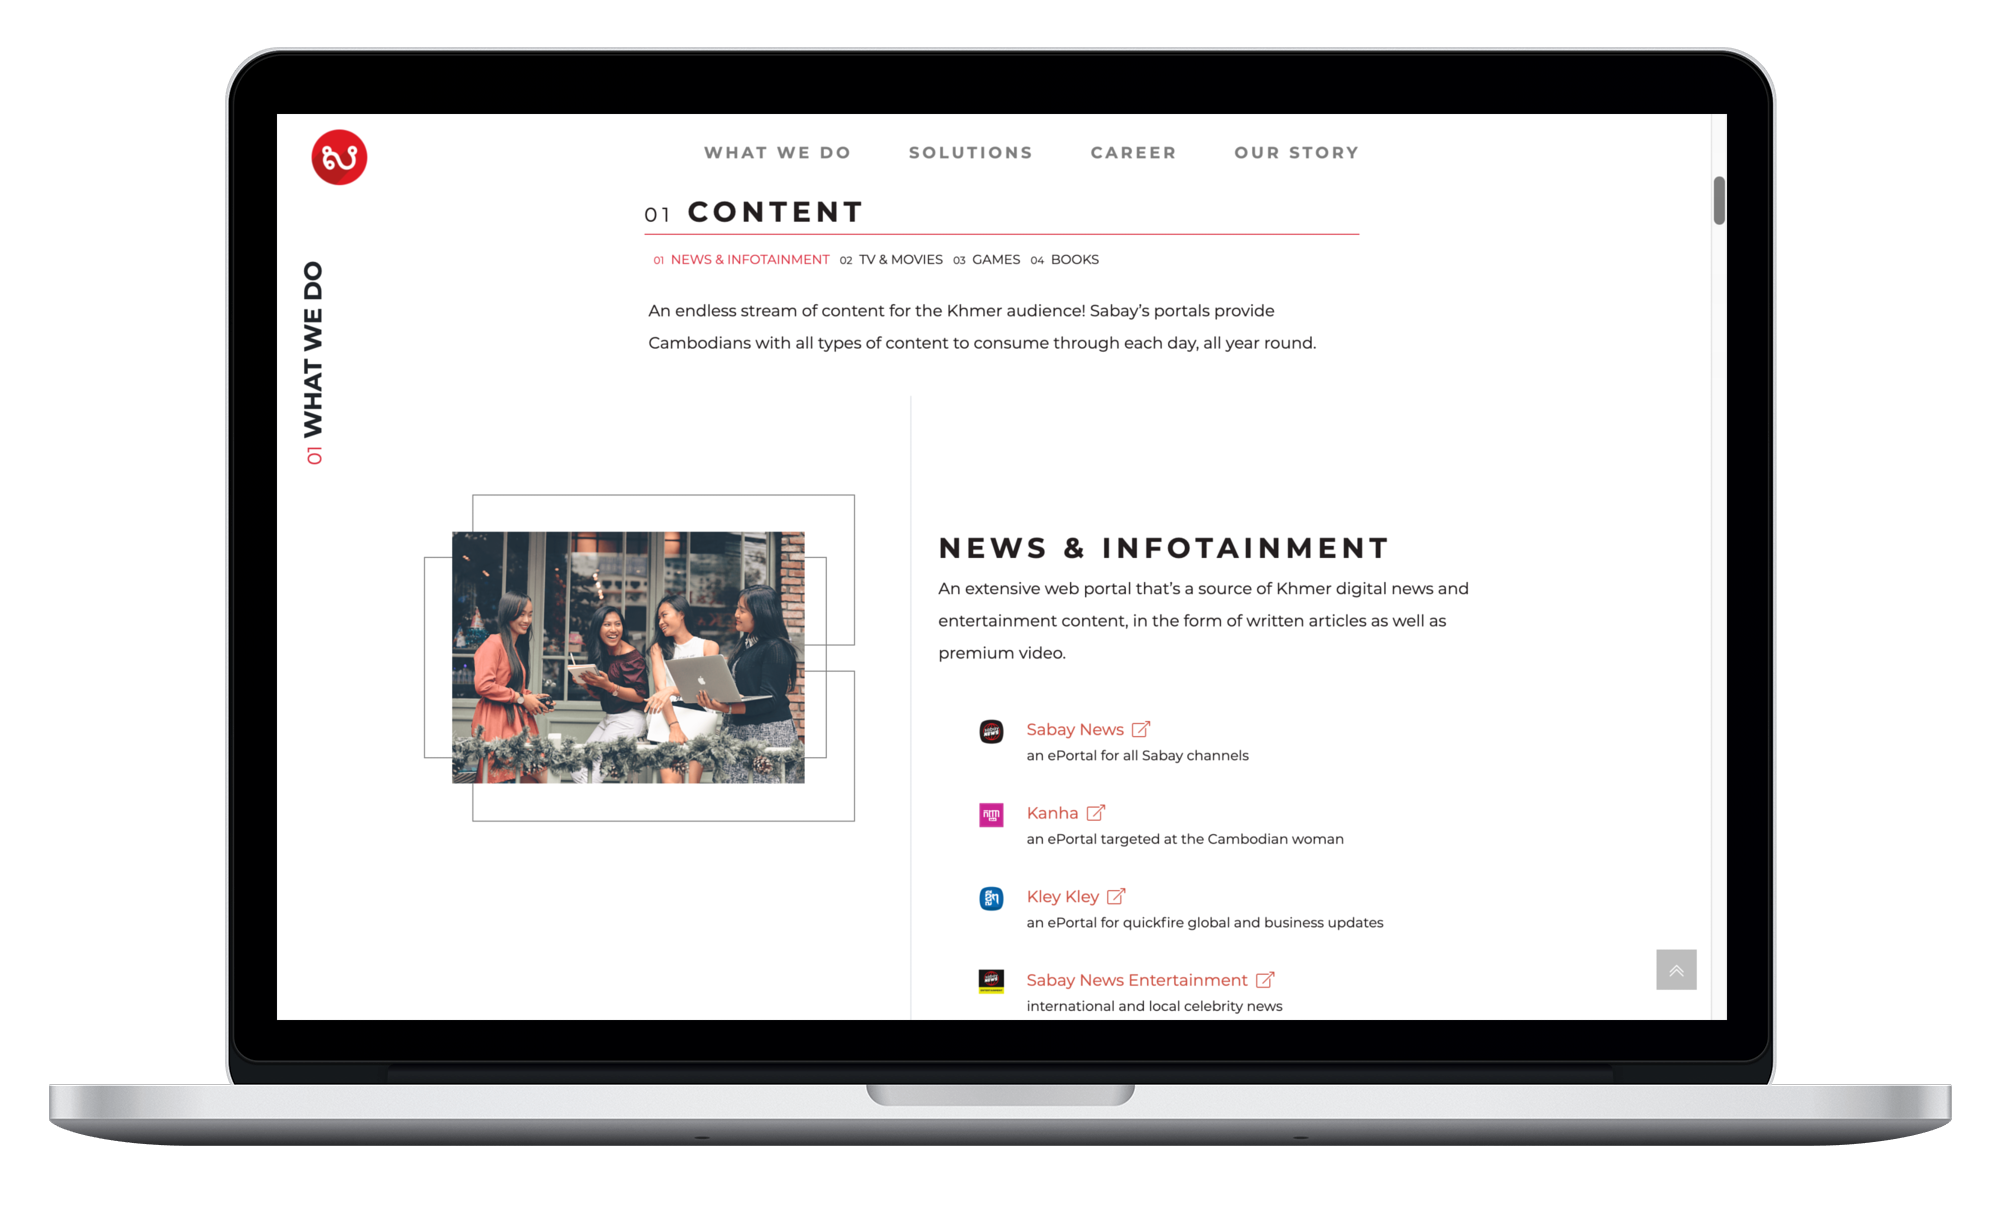 ស
WHAT WE DO
SOLUTIONS
CAREER
OUR STORY
01 CONTENT
01 NEWS & INFOTAINMENT 02 TV & MOVIES 03 GAMES 04 BOOKS
An endless stream of content for the Khmer audience! Sabay’s portals provide
Cambodians with all types of content to consume through each day, all year round.
01 WHAT WE DO
NEWS & INFOTAINMENT
An extensive web portal that’s a source of Khmer digital news and
entertainment content, in the form of written articles as well as
premium video.
Sabay News
an ePortal for all Sabay channels
Kanha
an ePortal targeted at the Cambodian woman
Kley Kley
an ePortal for quickfire global and business updates
Sabay News Entertainment
international and local celebrity news